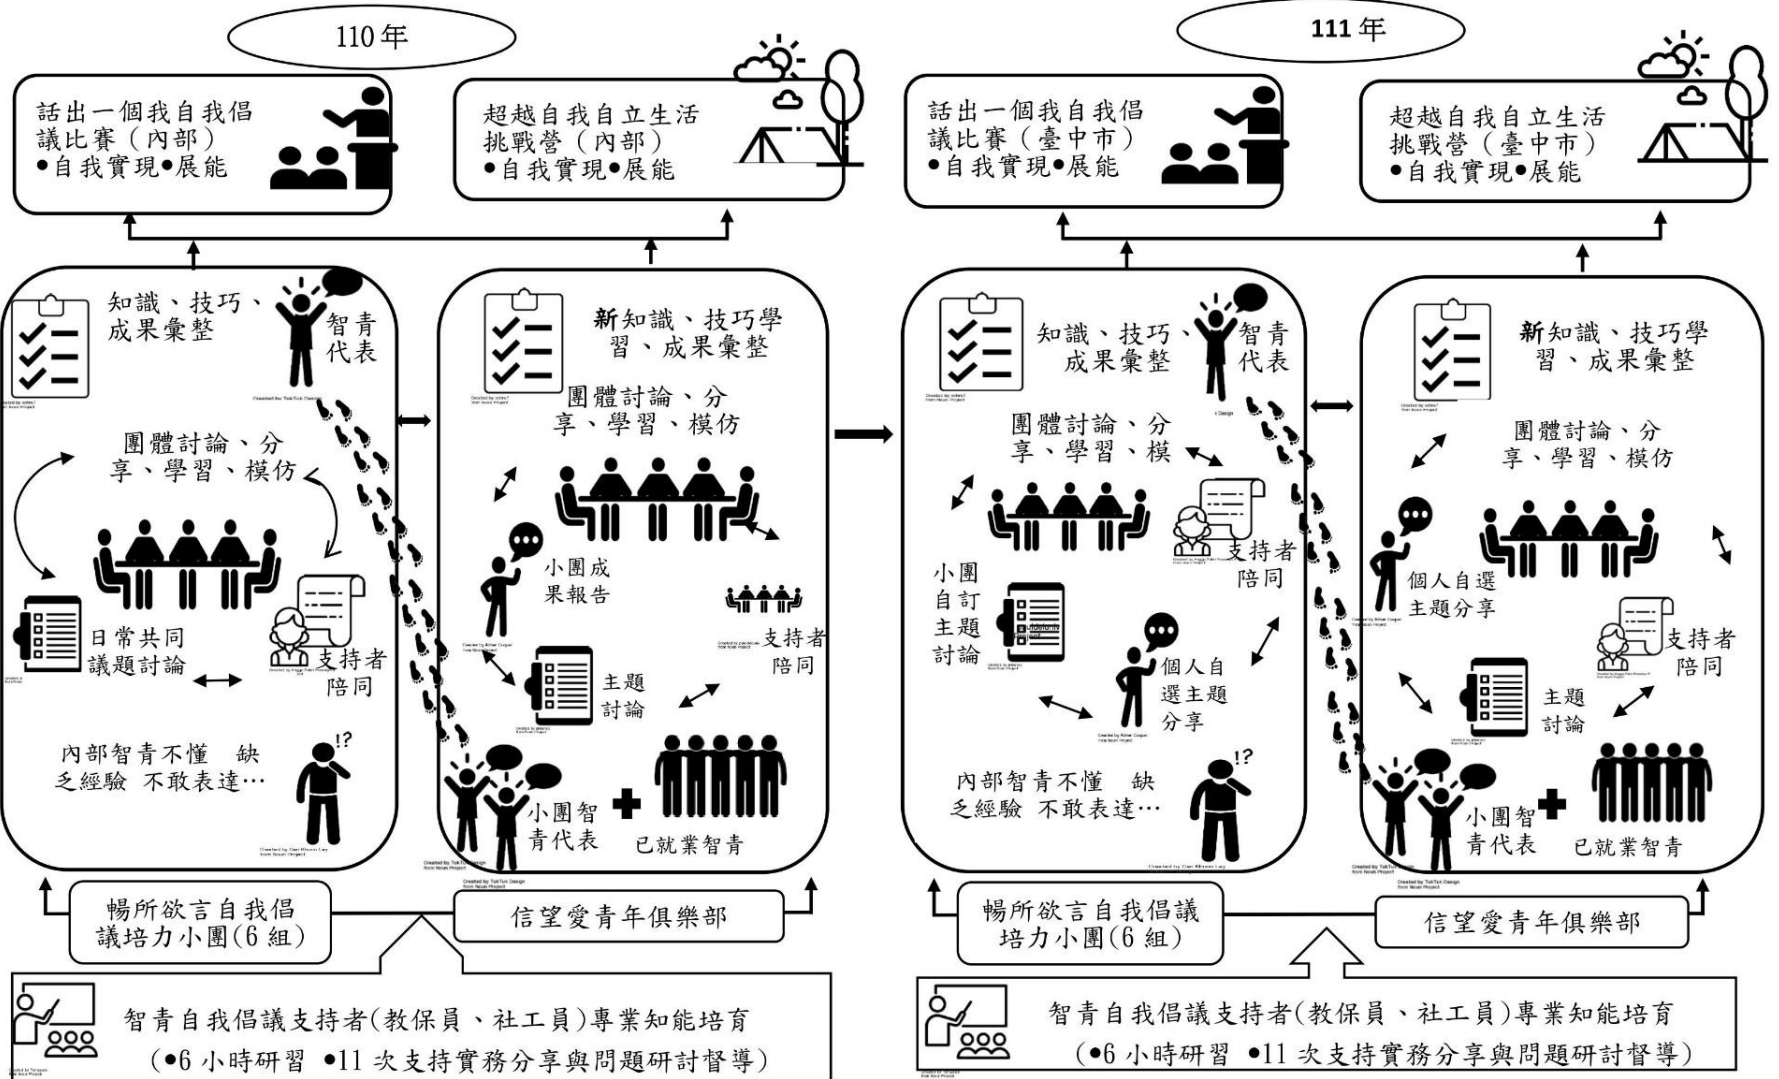 110年
話出一個我自我倡
議比賽（內部）
●自我實現●展能
超越自我自立生活
挑戰營（內部）
●自我實現●展能
知識、技巧、
成果彙整
智青
代表
團體討論、分
享、學習、模仿
日常共同
議題討論
支持者
陪同
內部智青不懂 缺
乏經驗 不敢表達…
!?
新知識、技巧學
習、成果彙整
團體討論、分
享、學習、模仿
小團成
果報告
支持者
陪同
主題
討論
小團智
青代表
已就業智青
暢所欲言自我倡
議培力小團(6組)
信望愛青年俱樂部
智青自我倡議支持者(教保員、社工員)專業知能培育
(●6小時研習 ●11次支持實務分享與問題研討督導)
111年
話出一個我自我倡
議比賽（臺中市）
●自我實現●展能
超越自我自立生活
挑戰營（臺中市）
●自我實現●展能
知識、技巧、
成果彙整
智青
代表
團體討論、分
享、學習、模
支持者
陪同
小團
自訂
主題
討論
個人自
選主題
分享
內部智青不懂 缺
乏經驗 不敢表達…
!?
新知識、技巧學
習、成果彙整
團體討論、分
享、學習、模仿
個人自選
主題分享
支持者
陪同
主題
討論
小團智
青代表
已就業智青
暢所欲言自我倡議
培力小團(6組)
信望愛青年俱樂部
智青自我倡議支持者(教保員、社工員)專業知能培育
(●6小時研習 ●11次支持實務分享與問題研討督導)